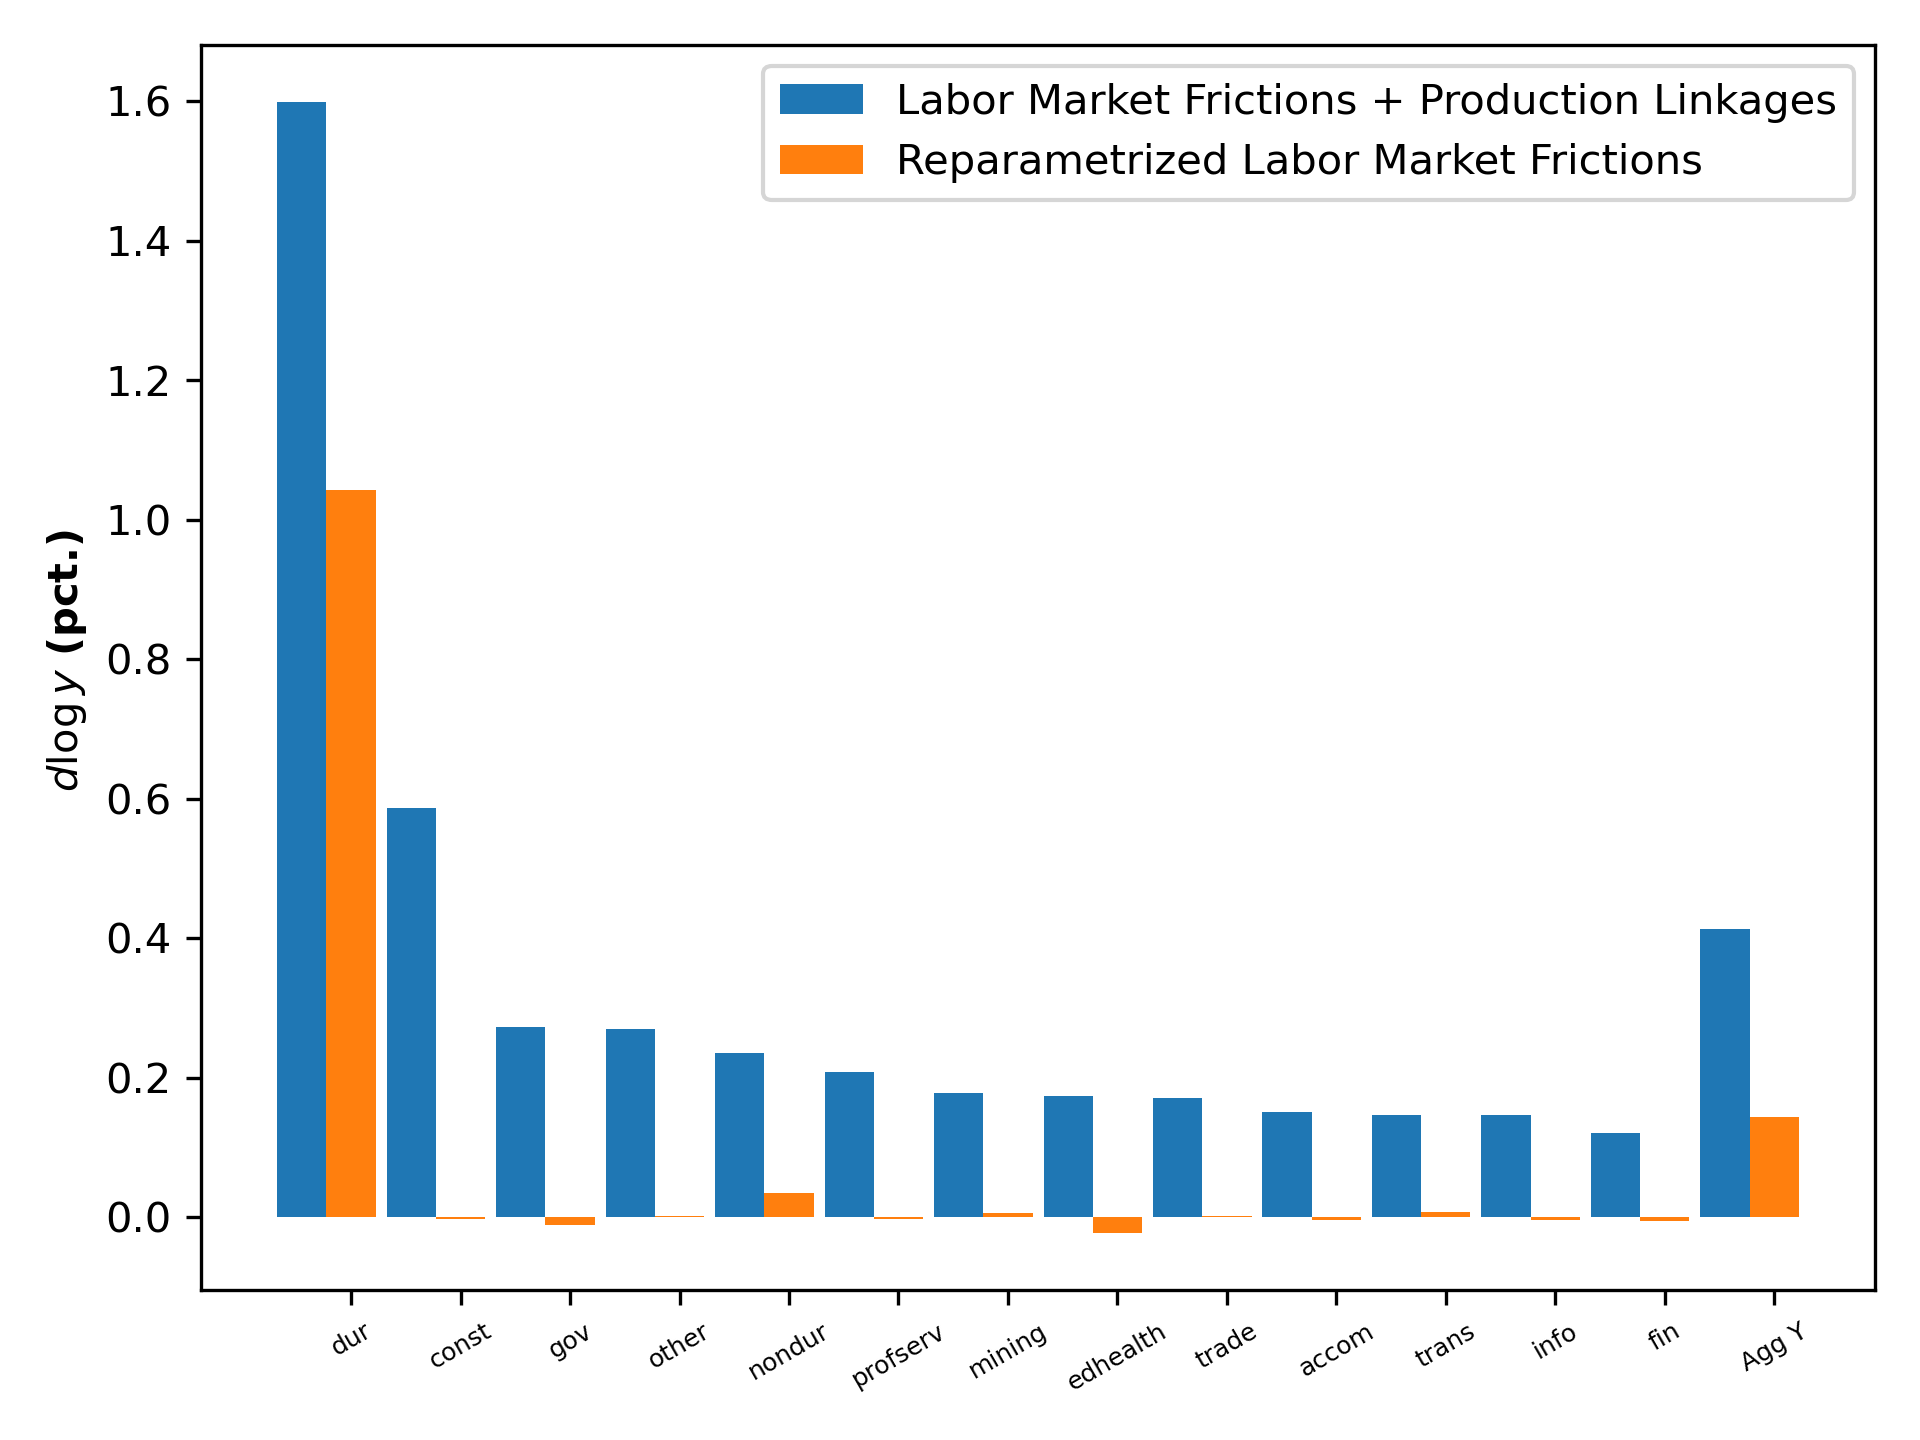 Labor Market Frictions + Production Linkages
Reparametrized Labor Market Frictions
d log y (pct.)
1.6
1.4
1.2
1.0
0.8
0.6
0.4
0.2
0.0
dur
const
gov
other
nondur
profserv
mining
edhealth
trade
accom
trans
info
fin
Agg Y